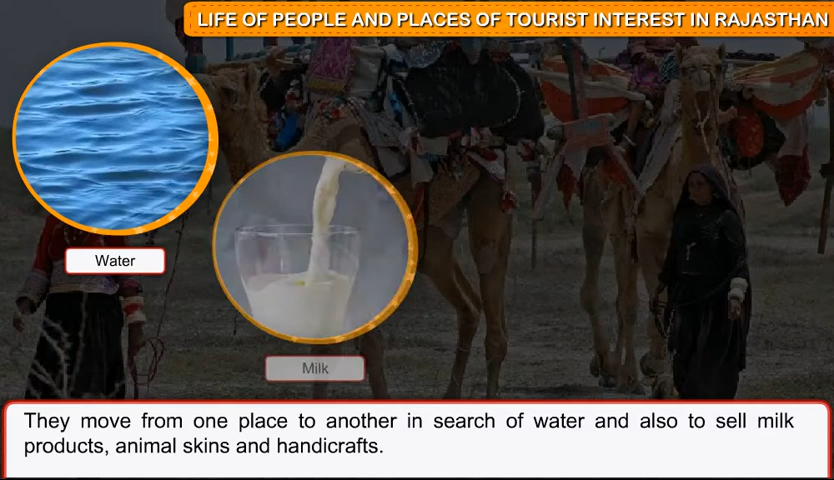 LIFE OF PEOPLE AND PLACES OF TOURIST INTEREST IN RAJASTHAN
Water
Milk
They move from one place to another in search of water and also to sell milk
products, animal skins and handicrafts.